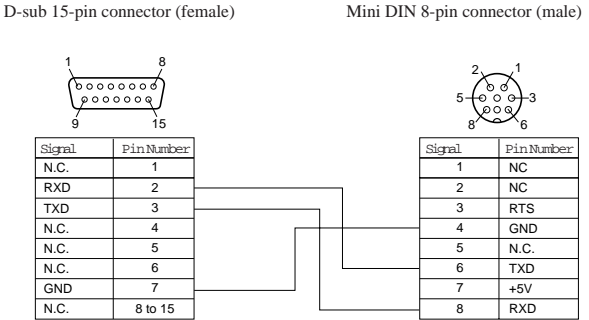 D-sub 15-pin connector (female)
Mini DIN 8-pin connector (male)
1 8
9 15
2 1
5 3
8 6
Signal Pin Number
N.C. 1
RXD 2
TXD 3
N.C. 4
N.C. 5
N.C. 6
GND 7
N.C. 8 to 15
Signal Pin Number
1 NC
2 NC
3 RTS
4 GND
5 N.C.
6 TXD
7 +5V
8 RXD